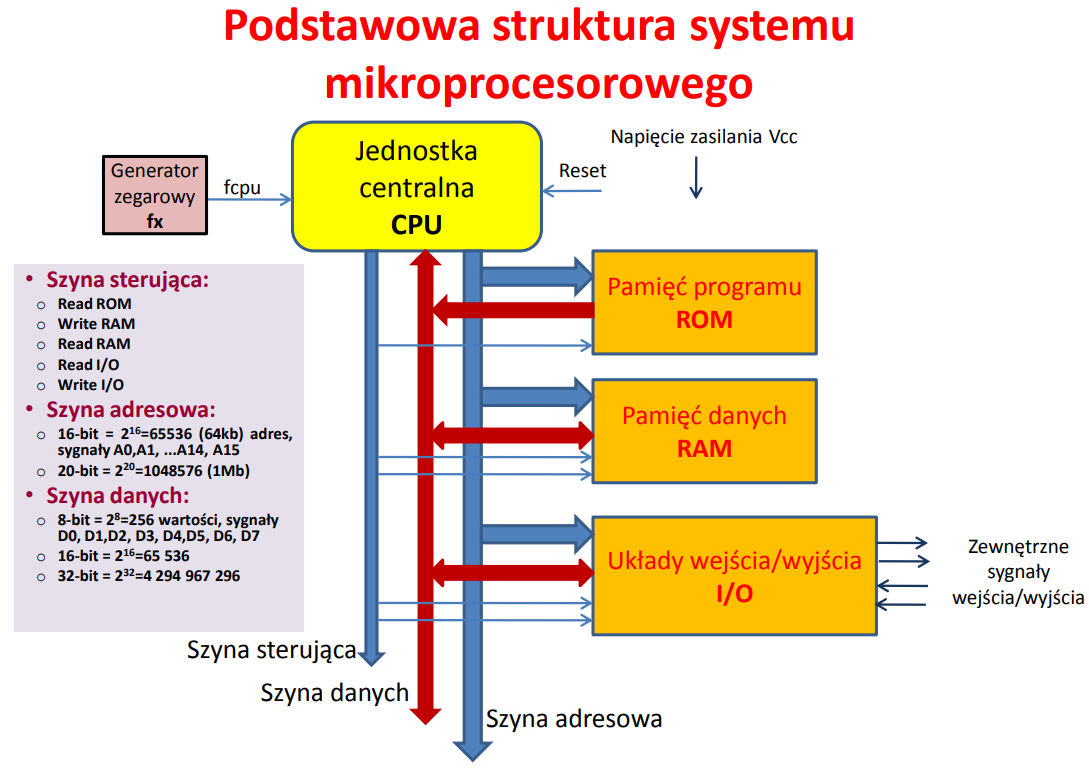 Podstawowa struktura systemu
mikroprocesorowego
Generator
zegarowy
fx
fcpu
Jednostka
centralna
CPU
Reset
Napięcie zasilania Vcc
• Szyna sterująca:
o Read ROM
o Write RAM
o Read RAM
o Read I/O
o Write I/O
• Szyna adresowa:
o 16-bit = 2¹⁶=65536 (64kb) adres,
sygnały A0,A1, ...A14, A15
o 20-bit = 2²⁰=1048576 (1Mb)
• Szyna danych:
o 8-bit = 2⁸=256 wartości, sygnały
D0, D1,D2, D3, D4,D5, D6, D7
o 16-bit = 2¹⁶=65 536
o 32-bit = 2³²=4 294 967 296
Pamięć programu
ROM
Pamięć danych
RAM
Układy wejścia/wyjścia
I/O
Zewnętrzne
sygnały
wejścia/wyjścia
Szyna sterująca
Szyna danych
Szyna adresowa